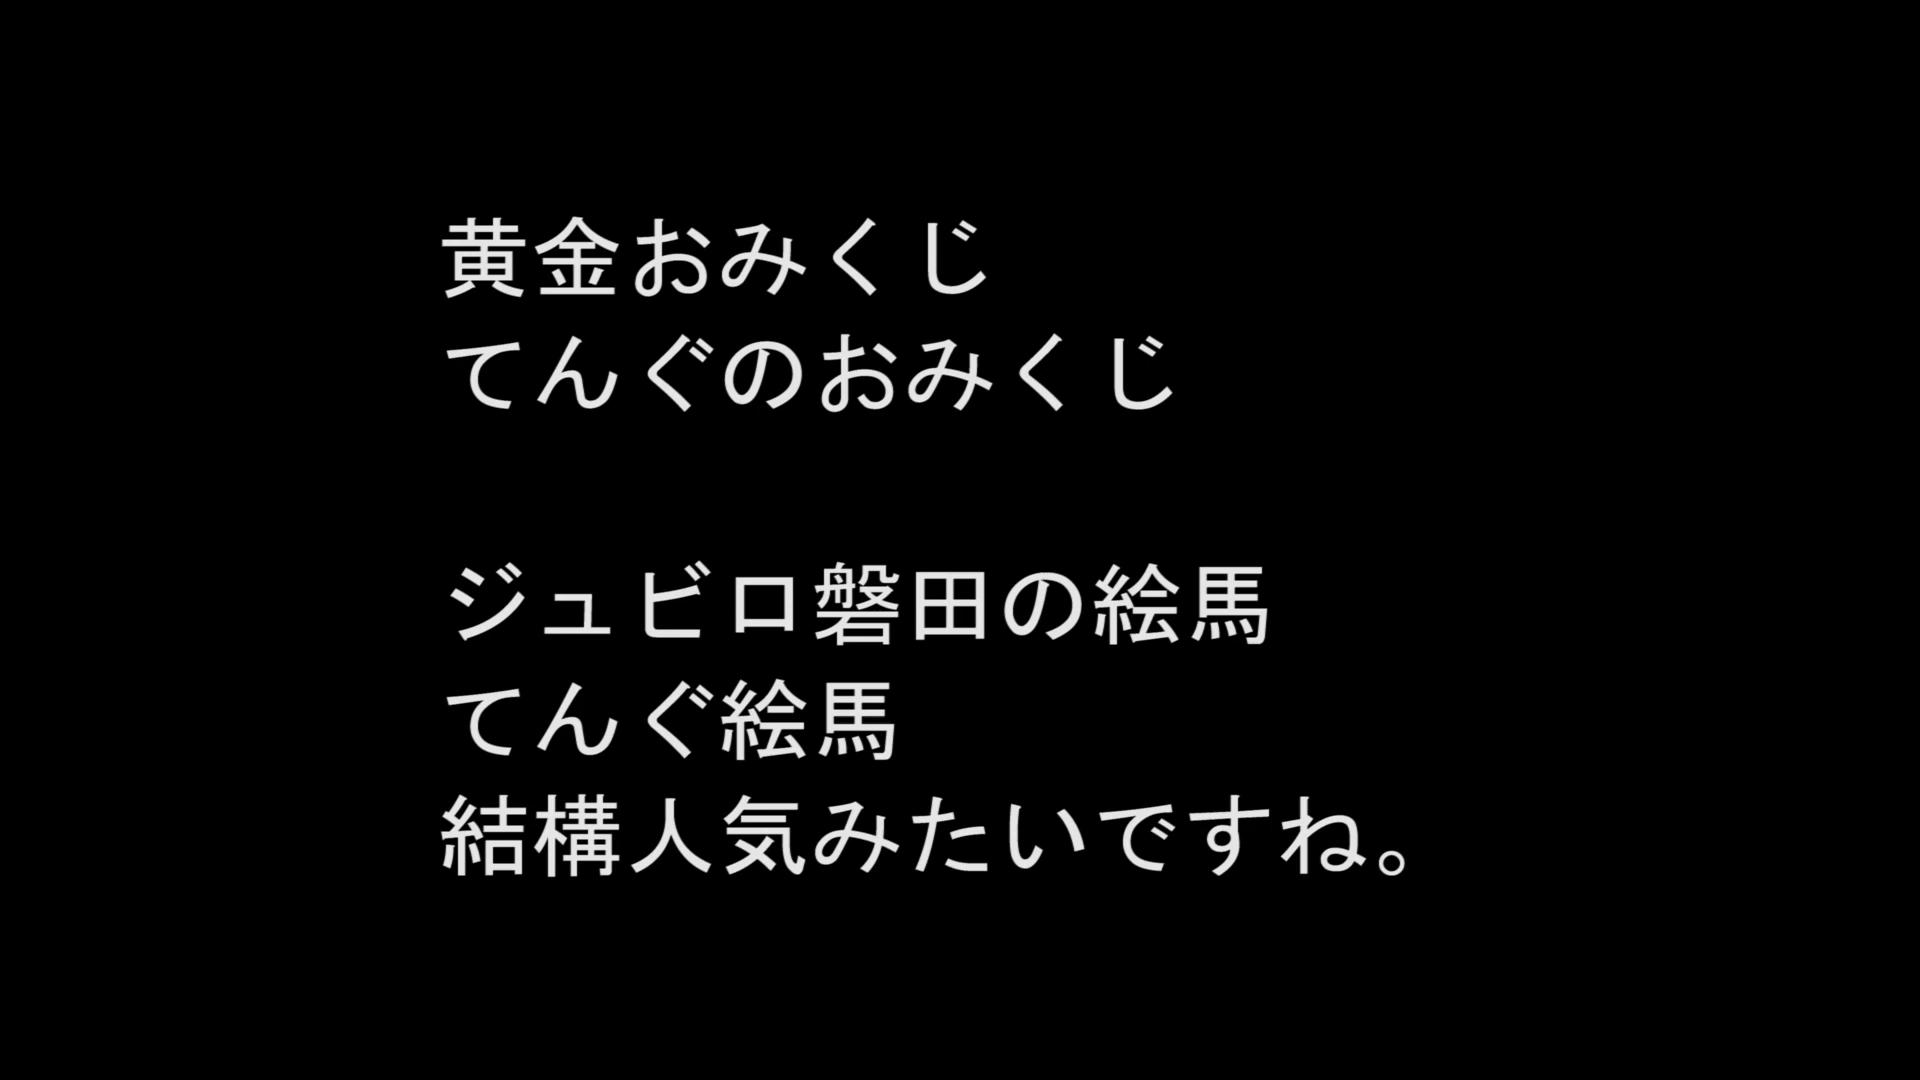 黄金おみくじ
てんぐのおみくじ
ジュビロ磐田の絵馬
てんぐ絵馬
結構人気みたいですね。